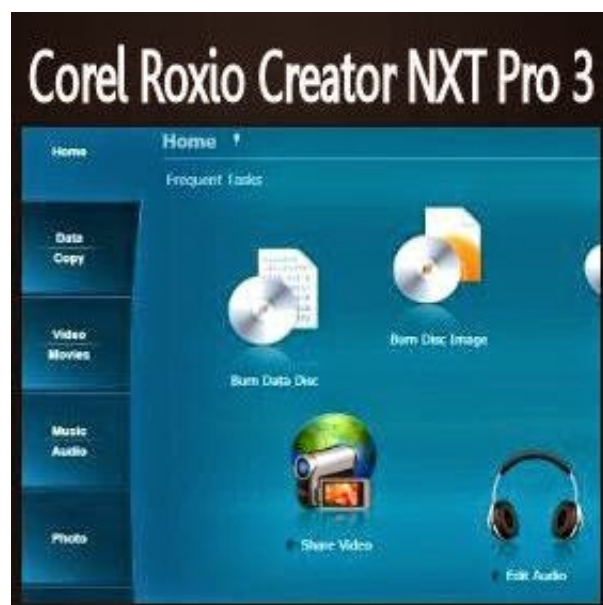 Corel Roxio Creator NXT Pro 3
Home
Home
Frequent Tasks
Data
Copy
Video
Movies
Music
Audio
Photo
Burn Data Disc
Burn Disc Image
Share Video
Edit Audio